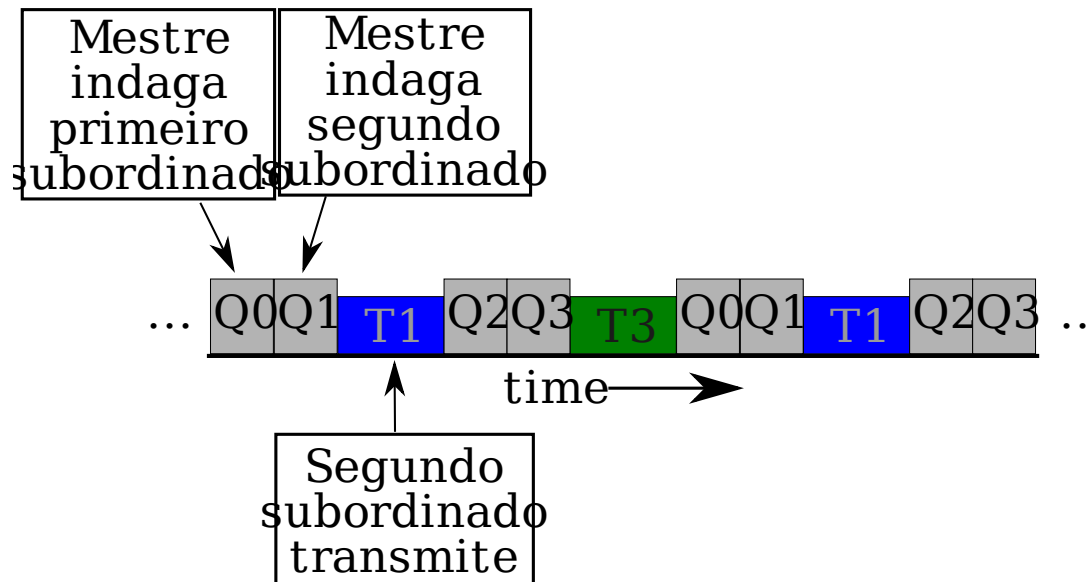 Mestre
indaga
primeiro
subordinado
Mestre
indaga
segundo
subordinado
... Q0 Q1 T1 Q2 Q3 T3 Q0 Q1 T1 Q2 Q3 ..
time
Segundo
subordinado
transmite